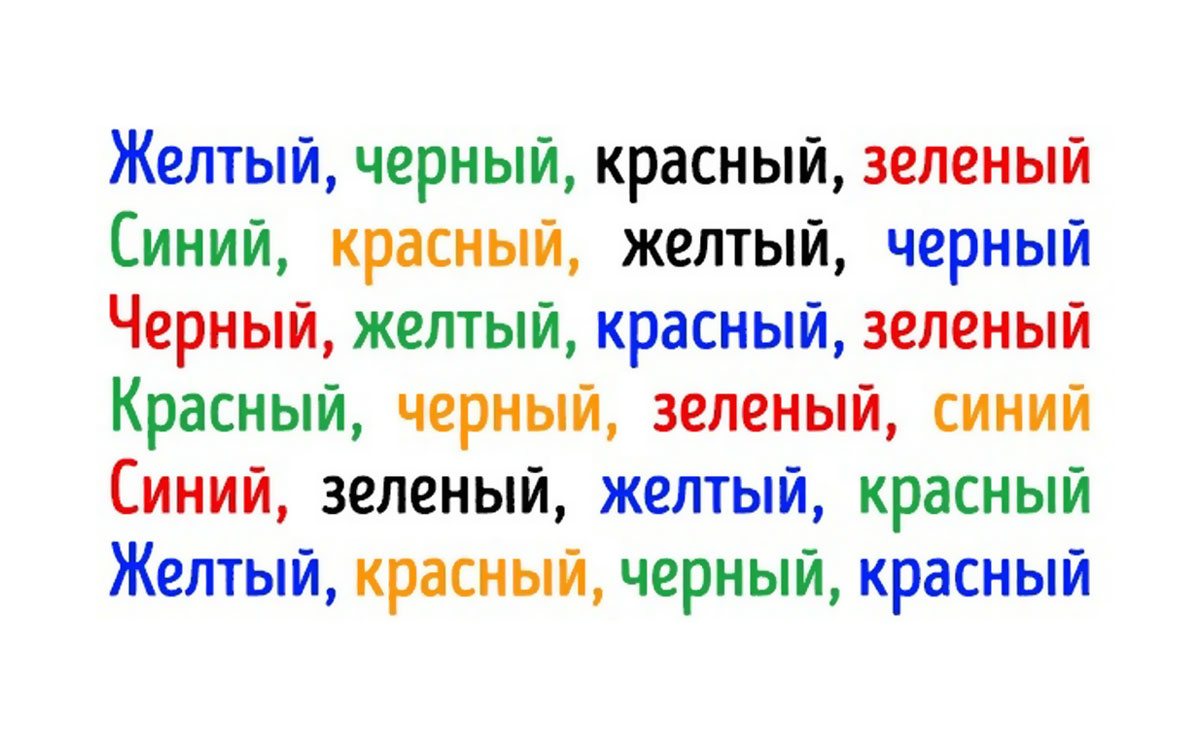 Желтый, черный, красный, зеленый
Синий, красный, желтый, черный
Черный, желтый, красный, зеленый
Красный, черный, зеленый, синий
Синий, зеленый, желтый, красный
Желтый, красный, черный, красный